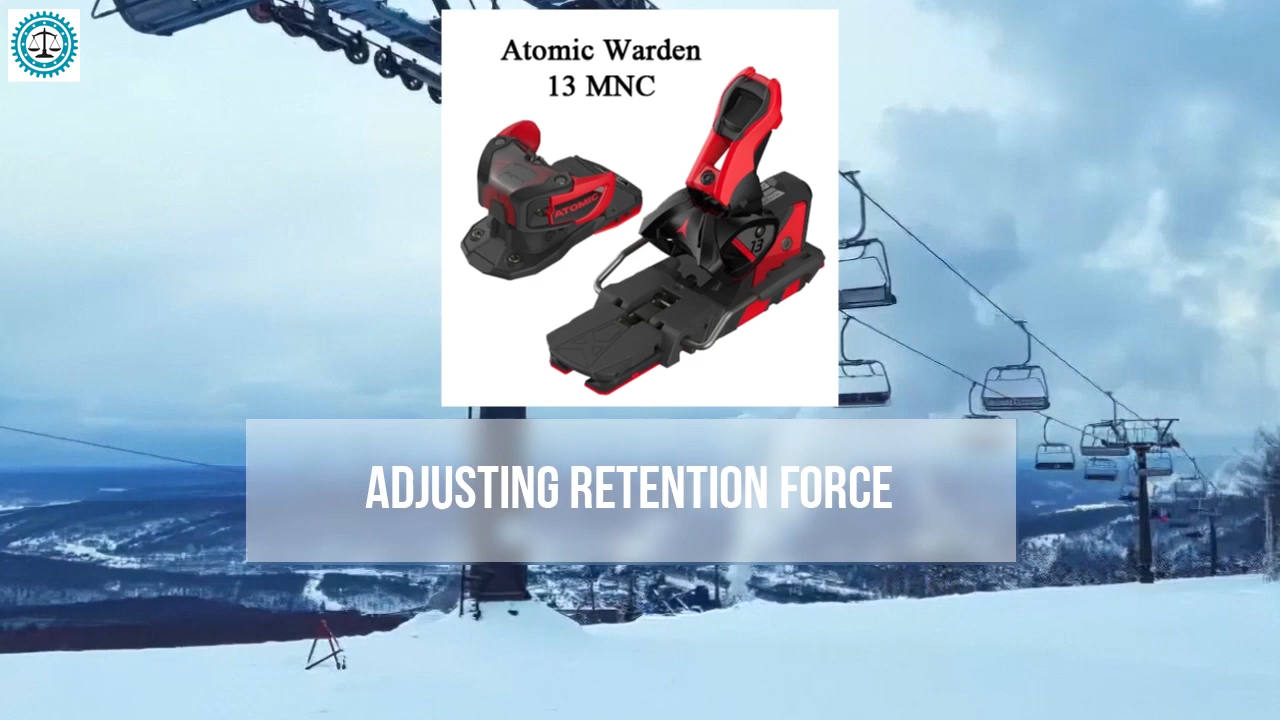 Atomic Warden
13 MNC
ATOMIC
13
ADJUSTING RETENTION FORCE